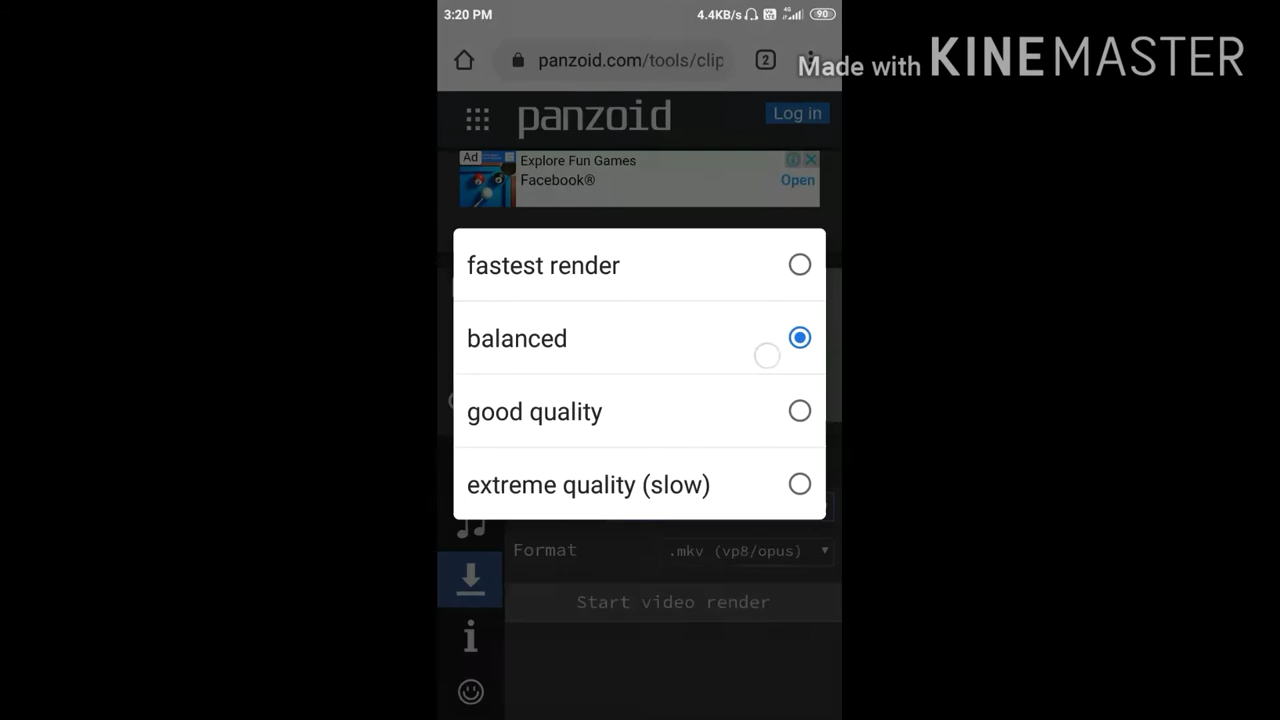 3:20 PM
4.4KB/s
4G
90
panzoid.com/tools/clip
2
Made with KINEMASTER
panzoid
Log in
Ad
Explore Fun Games
Facebook®
Open
fastest render
balanced
good quality
extreme quality (slow)
Format
.mkv (vp8/opus)
Start video render